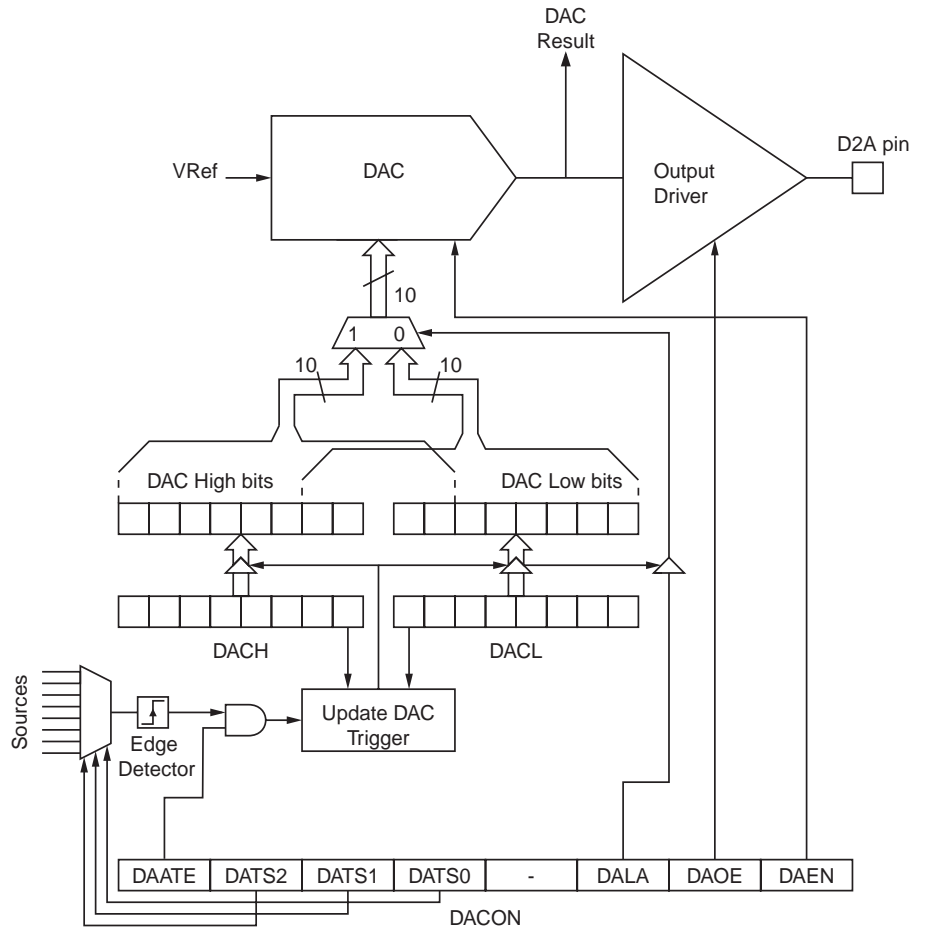 DAC
Result
D2A pin
VRef
DAC
Output
Driver
10
1 0
10
10
DAC High bits
DAC Low bits
DACH
DACL
Sources
Edge
Detector
Update DAC
Trigger
DAATE DATS2 DATS1 DATS0 - DALA DAOE DAEN
DACON